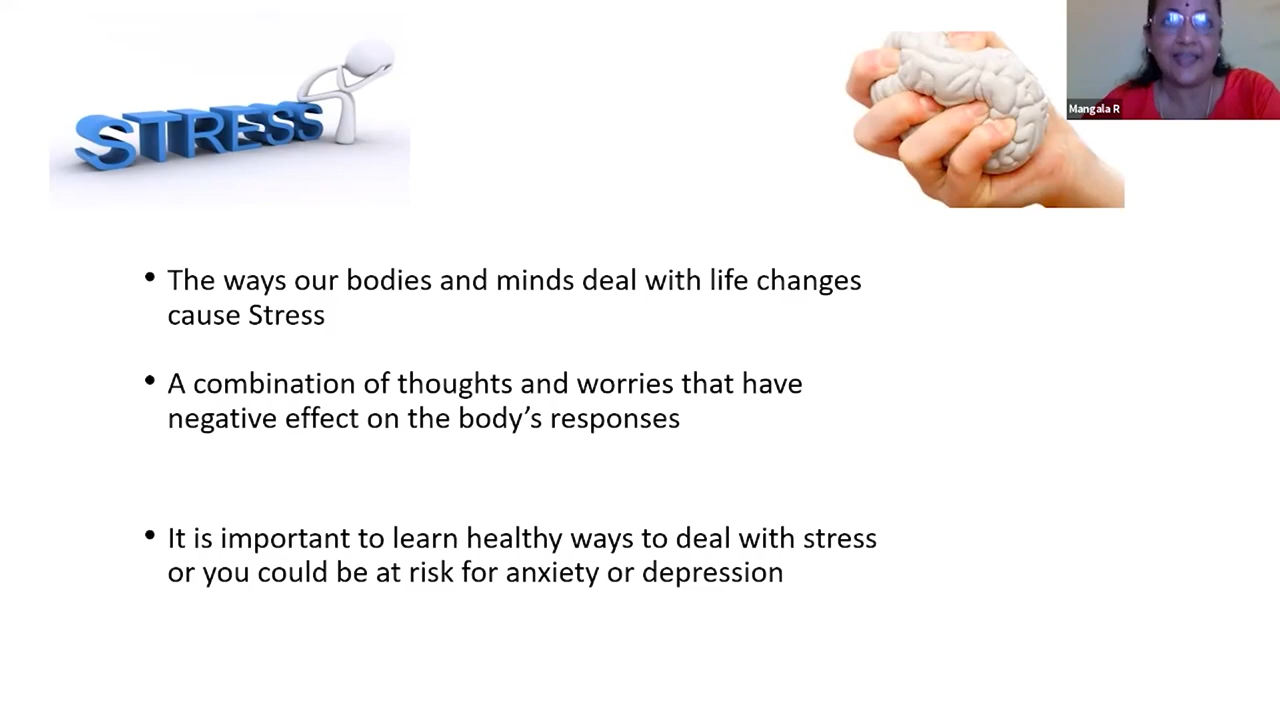 STRESS
Mangala R
• The ways our bodies and minds deal with life changes
cause Stress
• A combination of thoughts and worries that have
negative effect on the body’s responses
• It is important to learn healthy ways to deal with stress
or you could be at risk for anxiety or depression